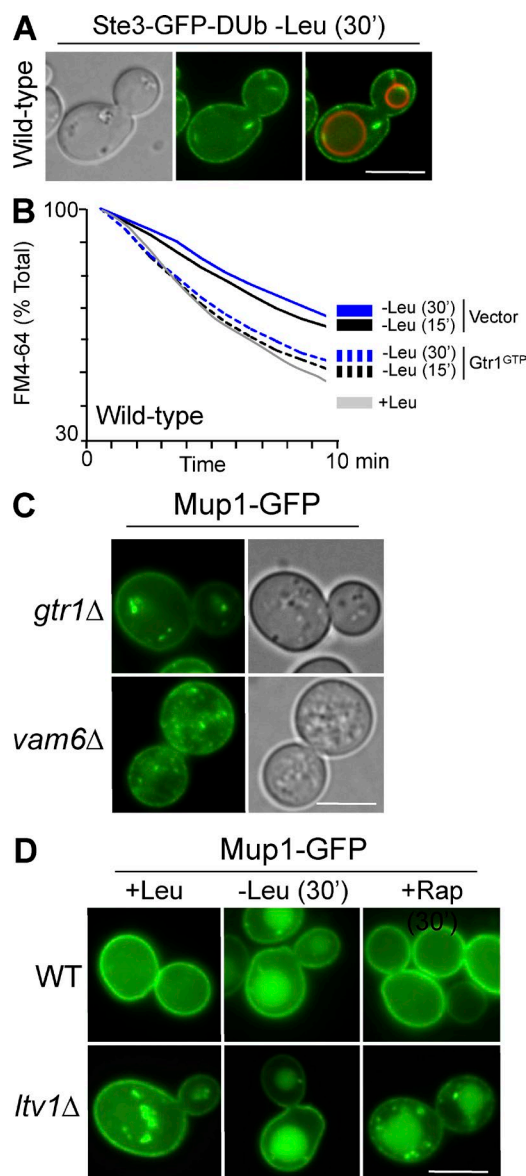 A
Ste3-GFP-DUb -Leu (30')
Wild-type
B
100
FM4-64 (% Total)
30
Wild-type
0
Time
10 min
-Leu (30')
-Leu (15')
Vector
-Leu (30')
-Leu (15')
Gtr1GTP
+Leu
C
Mup1-GFP
gtr1Δ
vam6Δ
D
Mup1-GFP
+Leu
-Leu (30')
+Rap
(30')
WT
ltv1Δ